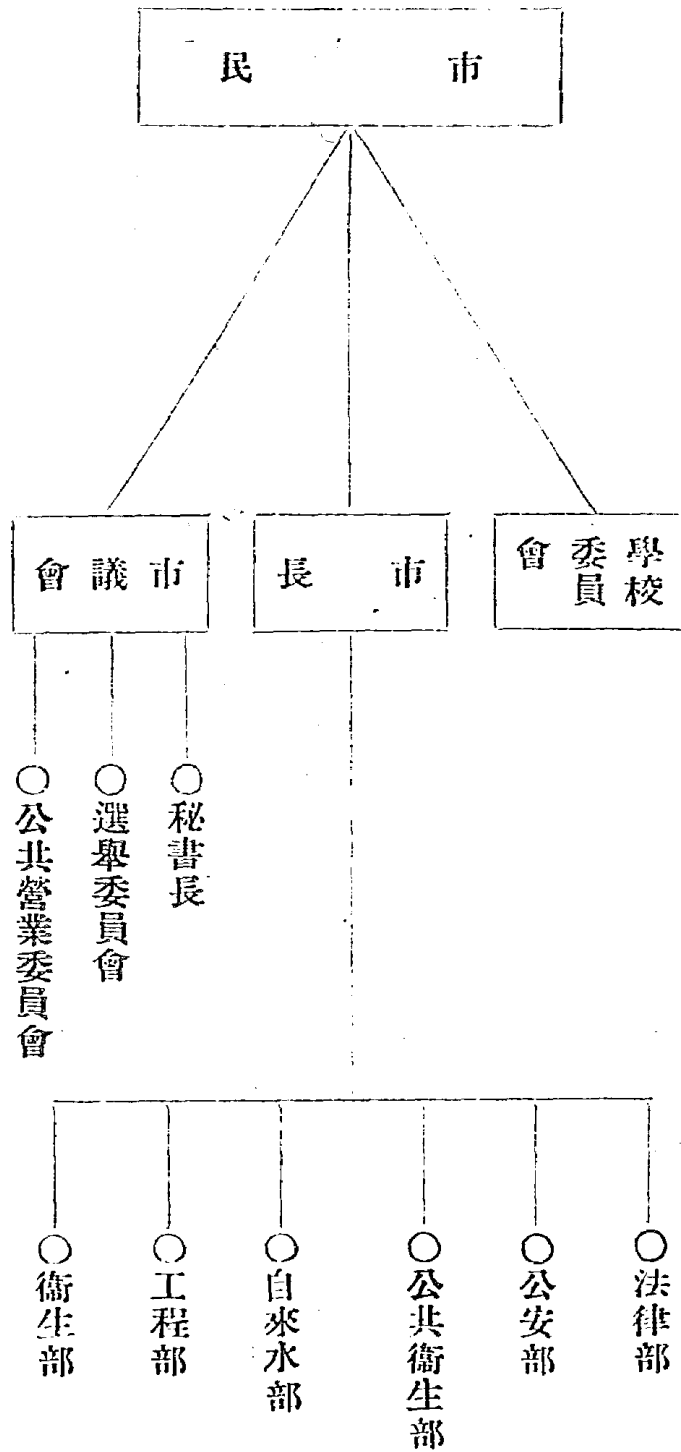 市民
學校
委員
會
市長
市議會
秘書長
選舉委員會
公共營業委員會
法律部
公安部
公共衞生部
自來水部
工程部
衞生部